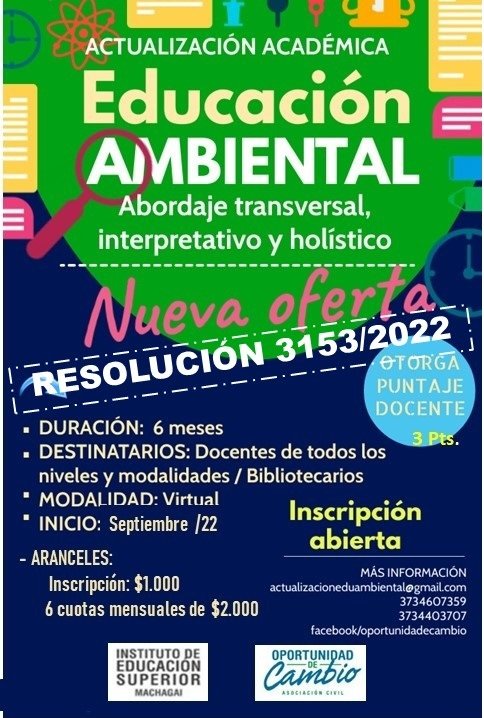 ACTUALIZACIÓN ACADÉMICA
Educación
AMBIENTAL
Abordaje transversal,
interpretativo y holístico
Nueva oferta
RESOLUCIÓN 3153/2022
OTORGA
PUNTAJE
DOCENTE
3 Pts.
▪ DURACIÓN: 6 meses
▪ DESTINATARIOS: Docentes de todos los
niveles y modalidades / Bibliotecarios
▪ MODALIDAD: Virtual
▪ INICIO: Septiembre /22
- ARANCELES:
Inscripción: $1.000
6 cuotas mensuales de $2.000
Inscripción
abierta
MÁS INFORMACIÓN
actualizacioneduambiental@gmail.com
3734607359
3734403707
facebook/oportunidadecambio
INSTITUTO DE
EDUCACIÓN
SUPERIOR
MACHAGAI
OPORTUNIDAD
DE
Cambio
ASOCIACIÓN CIVIL